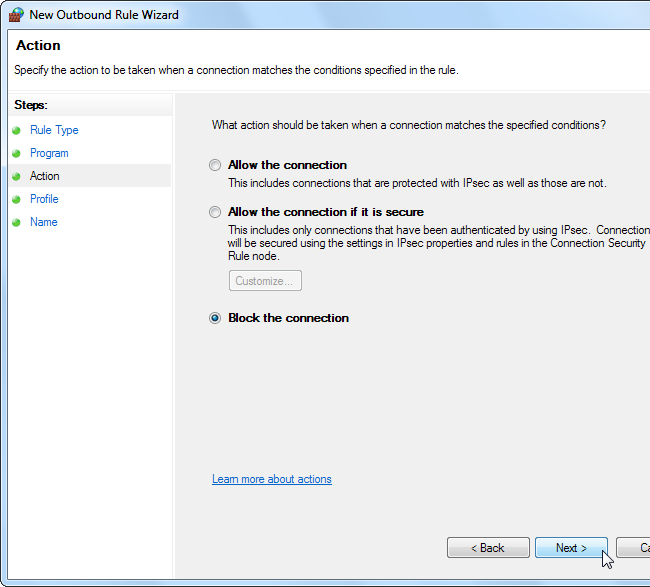 New Outbound Rule Wizard
Action
Specify the action to be taken when a connection matches the conditions specified in the rule.
Steps:
Rule Type
Program
Action
Profile
Name
What action should be taken when a connection matches the specified conditions?
Allow the connection
This includes connections that are protected with IPsec as well as those are not.
Allow the connection if it is secure
This includes only connections that have been authenticated by using IPsec. Connection
will be secured using the settings in IPsec properties and rules in the Connection Security
Rule node.
Customize...
Block the connection
Learn more about actions
< Back
Next >
Ca